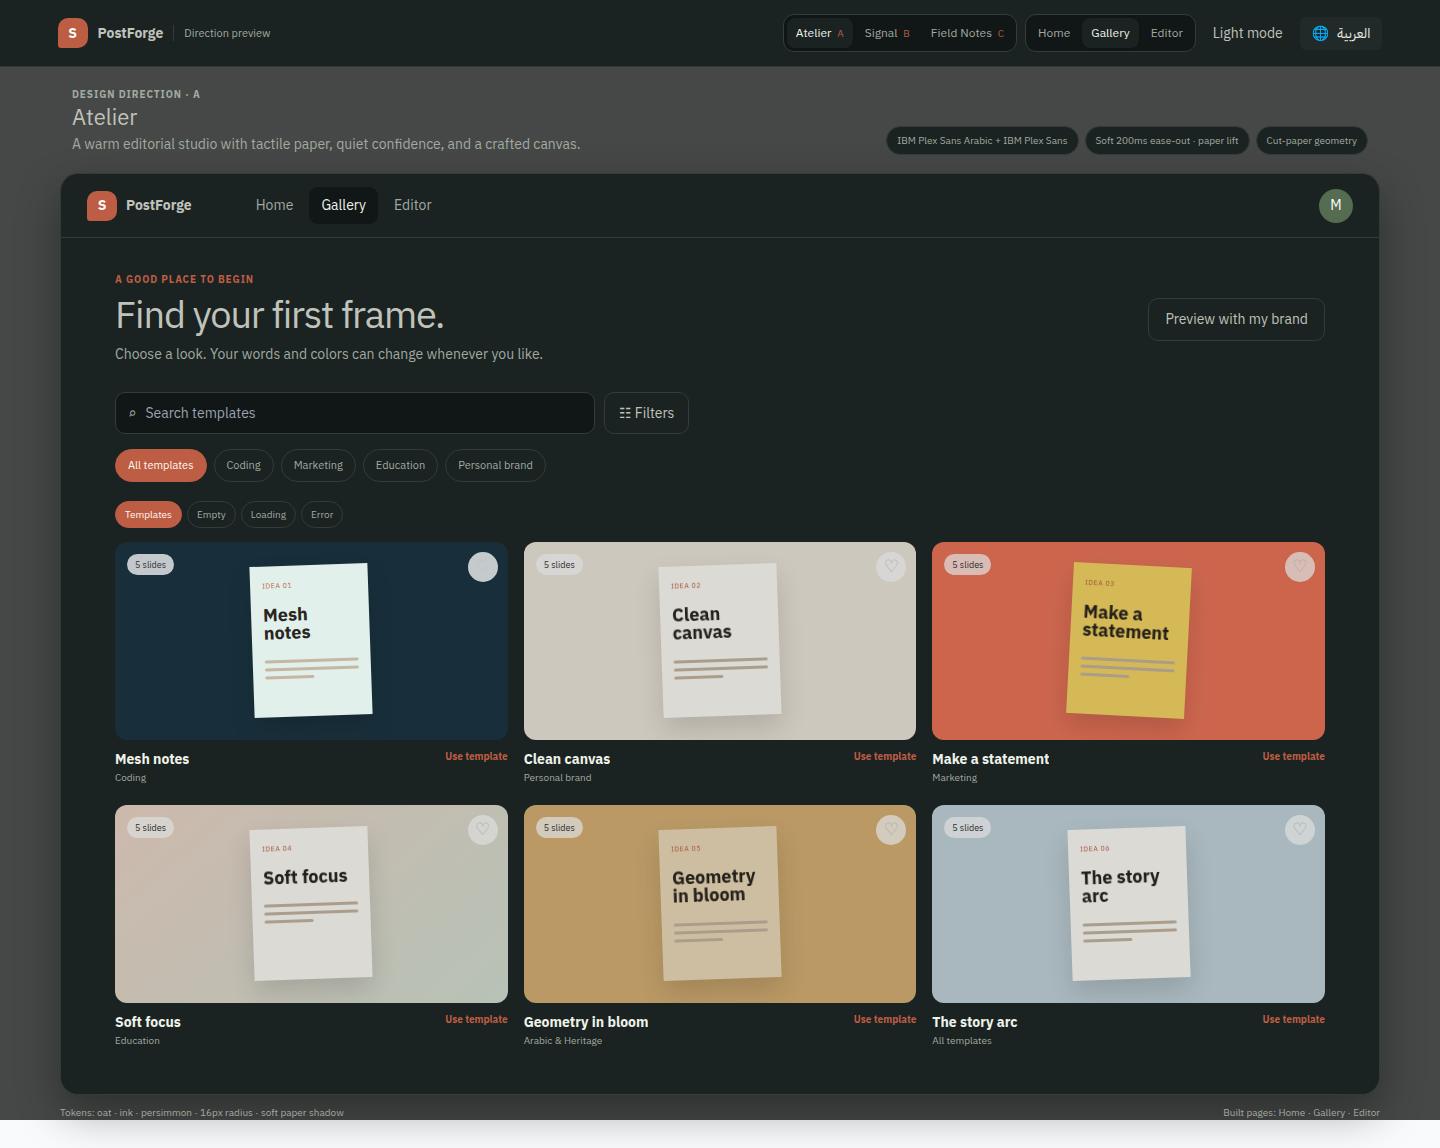 S PostForge Direction preview Atelier A Signal B Field Notes C Home Gallery Editor Light mode العربية
DESIGN DIRECTION · A
Atelier
A warm editorial studio with tactile paper, quiet confidence, and a crafted canvas.
IBM Plex Sans Arabic + IBM Plex Sans Soft 200ms ease-out · paper lift Cut-paper geometry
S PostForge Home Gallery Editor M
A GOOD PLACE TO BEGIN
Find your first frame.
Preview with my brand
Choose a look. Your words and colors can change whenever you like.
Search templates Filters
All templates Coding Marketing Education Personal brand
Templates Empty Loading Error
5 slides
IDEA 01
Mesh
notes
Mesh notes Use template
Coding
5 slides
IDEA 02
Clean
canvas
Clean canvas Use template
Personal brand
5 slides
IDEA 03
Make a
statement
Make a statement Use template
Marketing
5 slides
IDEA 04
Soft focus
Soft focus Use template
Education
5 slides
IDEA 05
Geometry
in bloom
Geometry in bloom Use template
Arabic & Heritage
5 slides
IDEA 06
The story
arc
The story arc Use template
All templates
Tokens: oat · ink · persimmon · 16px radius · soft paper shadow Built pages: Home · Gallery · Editor